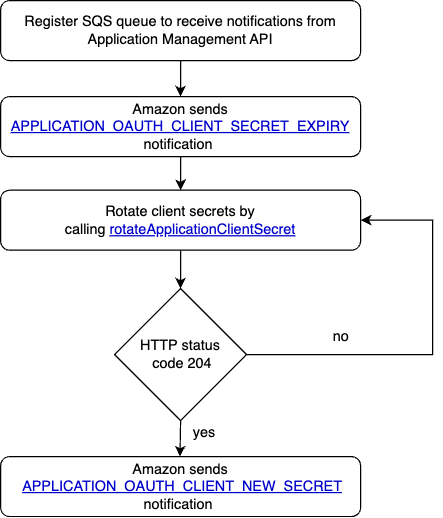 Register SQS queue to receive notifications from
Application Management API
Amazon sends
APPLICATION_OAUTH_CLIENT_SECRET_EXPIRY
notification
Rotate client secrets by
calling rotateApplicationClientSecret
HTTP status
code 204
no
yes
Amazon sends
APPLICATION_OAUTH_CLIENT_NEW_SECRET
notification